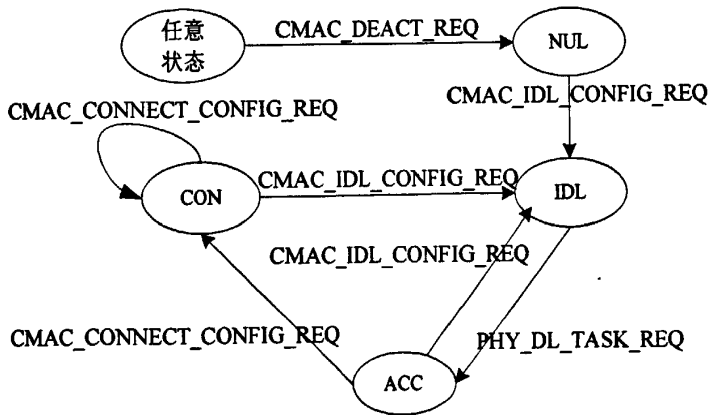 任意
状态
CMAC_DEACT_REQ
NUL
CMAC_IDL_CONFIG_REQ
CMAC_CONNECT_CONFIG_REQ
CON
CMAC_IDL_CONFIG_REQ
IDL
CMAC_IDL_CONFIG_REQ
CMAC_CONNECT_CONFIG_REQ
PHY_DL_TASK_REQ
ACC